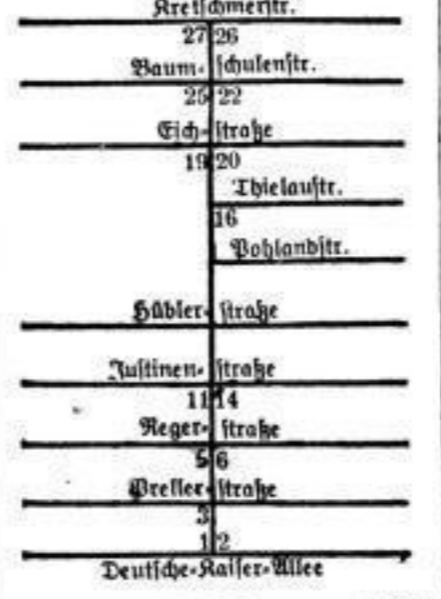 Kretschmerstr.
27 26
Baum- schulenstr.
25 22
Eich- straße
19 20
Thielaustr.
16
Pohlandstr.
Hübler- straße
Justinen- straße
11 14
Reger- straße
5 6
Preller- straße
3
1 2
Deutsche-Kaiser-Allee